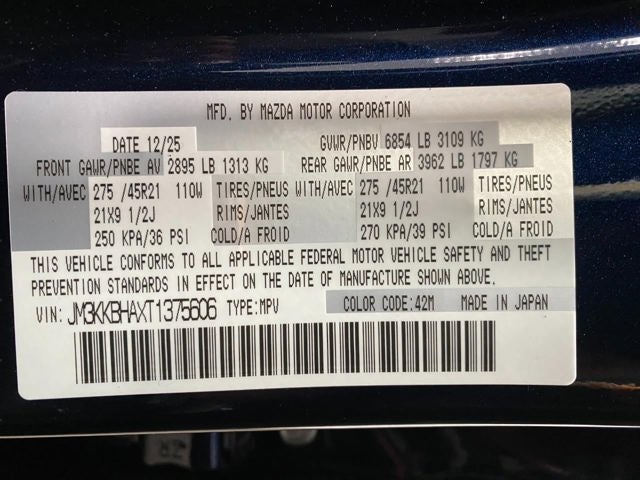 MFD. BY MAZDA MOTOR CORPORATION
DATE 12/25 GVWR/PNBV 6854 LB 3109 KG
FRONT GAWR/PNBE AV 2895 LB 1313 KG REAR GAWR/PNBE AR 3962 LB 1797 KG
WITH/AVEC 275 /45R21 110W TIRES/PNEUS WITH/AVEC 275 /45R21 110W TIRES/PNEUS
21X9 1/2J RIMS/JANTES 21X9 1/2J RIMS/JANTES
250 KPA/36 PSI COLD/A FROID 270 KPA/39 PSI COLD/A FROID
THIS VEHICLE CONFORMS TO ALL APPLICABLE FEDERAL MOTOR VEHICLE SAFETY AND THEFT
PREVENTION STANDARDS IN EFFECT ON THE DATE OF MANUFACTURE SHOWN ABOVE.
VIN: JM3KKBHAXT1375606 TYPE:MPV COLOR CODE:42M MADE IN JAPAN